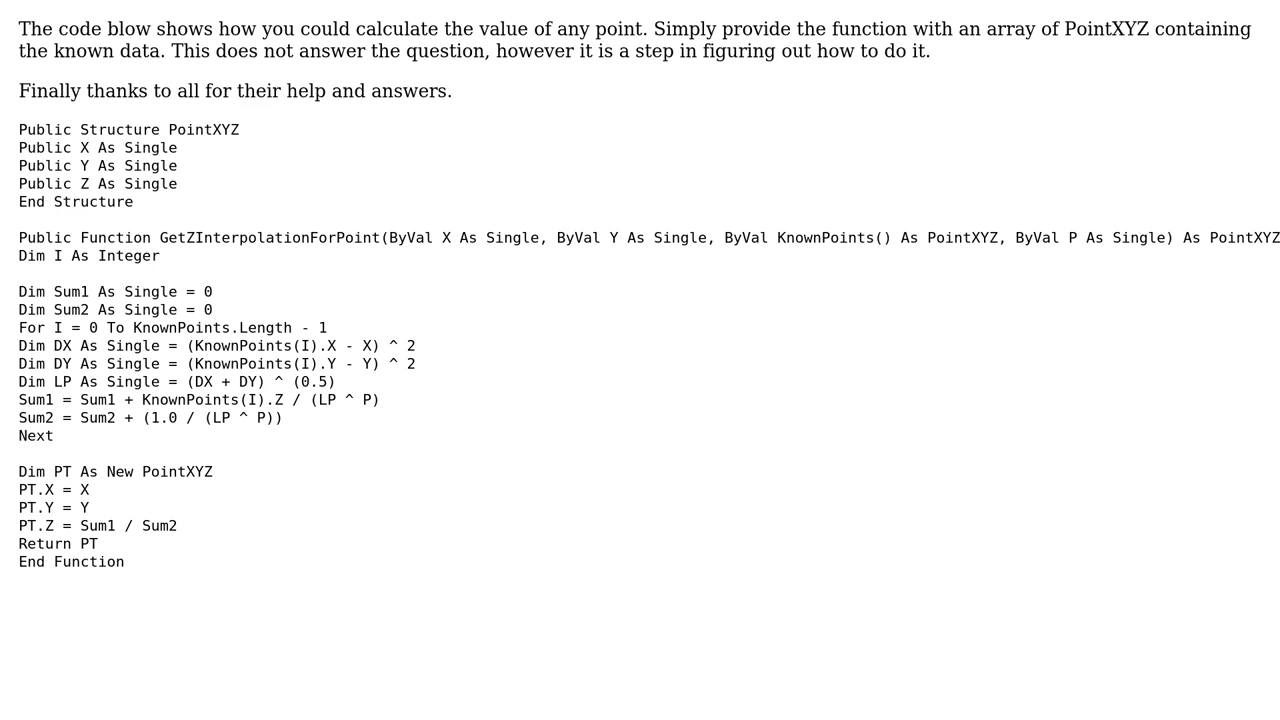 The code blow shows how you could calculate the value of any point. Simply provide the function with an array of PointXYZ containing
the known data. This does not answer the question, however it is a step in figuring out how to do it.
Finally thanks to all for their help and answers.
Public Structure PointXYZ
Public X As Single
Public Y As Single
Public Z As Single
End Structure
Public Function GetZInterpolationForPoint(ByVal X As Single, ByVal Y As Single, ByVal KnownPoints() As PointXYZ, ByVal P As Single) As PointXYZ
Dim I As Integer
Dim Sum1 As Single = 0
Dim Sum2 As Single = 0
For I = 0 To KnownPoints.Length - 1
Dim DX As Single = (KnownPoints(I).X - X) ^ 2
Dim DY As Single = (KnownPoints(I).Y - Y) ^ 2
Dim LP As Single = (DX + DY) ^ (0.5)
Sum1 = Sum1 + KnownPoints(I).Z / (LP ^ P)
Sum2 = Sum2 + (1.0 / (LP ^ P))
Next
Dim PT As New PointXYZ
PT.X = X
PT.Y = Y
PT.Z = Sum1 / Sum2
Return PT
End Function